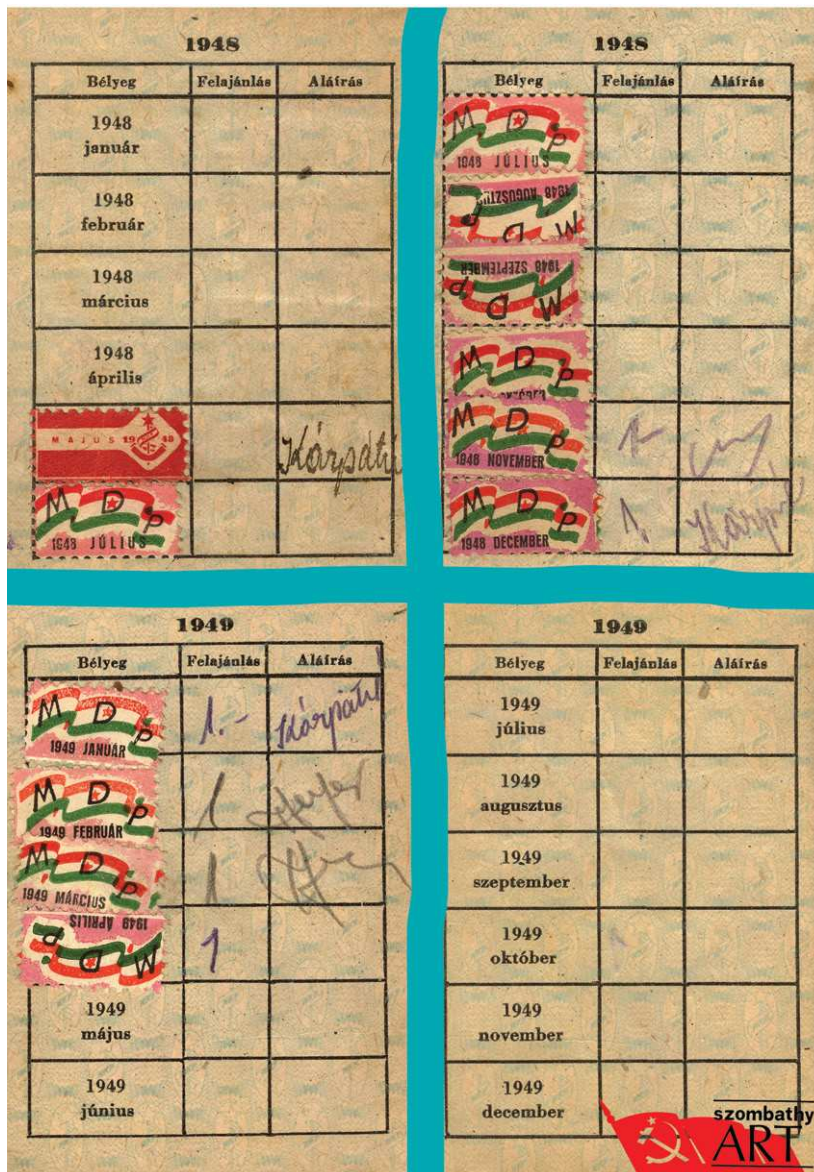 1948
Bélyeg Felajánlás Aláírás
1948
január
1948
február
1948
március
1948
április
MÁJUS 1948
Kárpáti
M D P
1948 JÚLIUS
1948
Bélyeg Felajánlás Aláírás
M D P
1948 JÚLIUS
M D P
1948 AUGUSZTUS
M D P
1948 SZEPTEMBER
M D P
M D P
1948 NOVEMBER
1-
M D P
1948 DECEMBER
1.
1949
Bélyeg Felajánlás Aláírás
M D P
1949 JANUÁR
1.- Kárpáti
M D P
1949 FEBRUÁR
1
M D P
1949 MÁRCIUS
1
M D P
1949 ÁPRILIS
1
1949
május
1949
június
1949
Bélyeg Felajánlás Aláírás
1949
július
1949
augusztus
1949
szeptember
1949
október
1949
november
1949
december
szombathy
ART